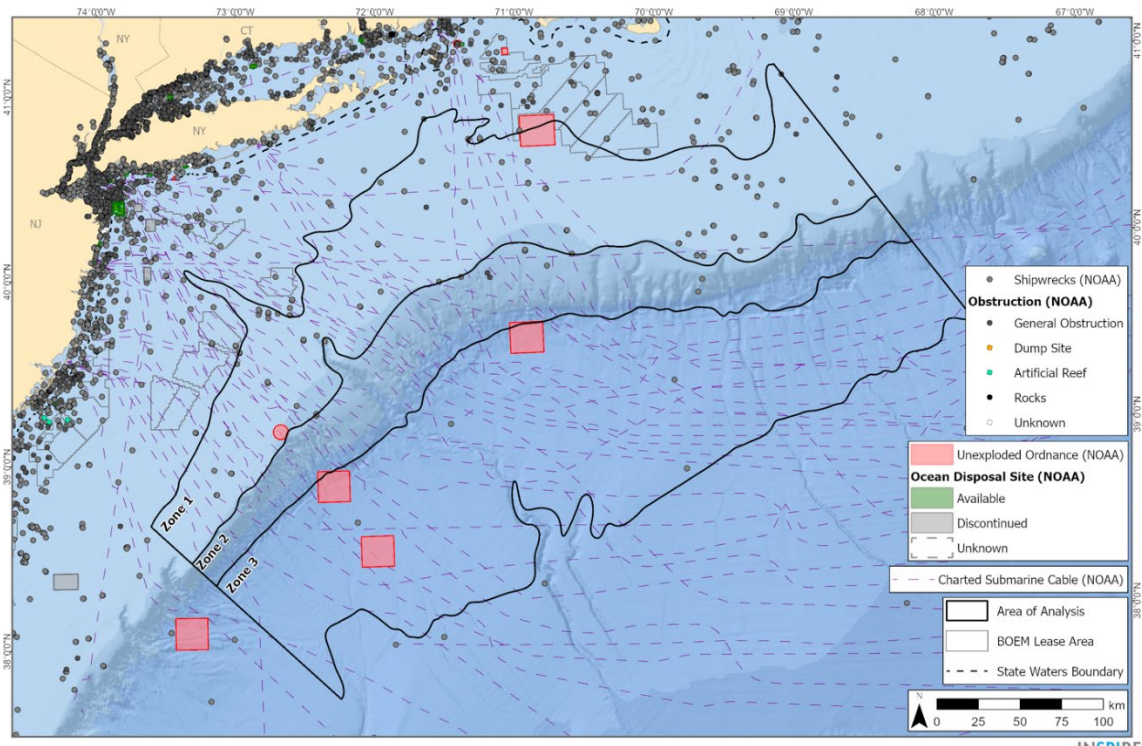 74°0'0"W 73°0'0"W 72°0'0"W 71°0'0"W 70°0'0"W 69°0'0"W 68°0'0"W 67°0'0"W
NY
CT
NY
NJ
41°0'0"N
40°0'0"N
39°0'0"N
38°0'0"N
41°0'0"N
40°0'0"N
39°0'0"N
38°0'0"N
Zone 1
Zone 2
Zone 3
Shipwrecks (NOAA)
Obstruction (NOAA)
General Obstruction
Dump Site
Artificial Reef
Rocks
Unknown
Unexploded Ordnance (NOAA)
Ocean Disposal Site (NOAA)
Available
Discontinued
Unknown
Charted Submarine Cable (NOAA)
Area of Analysis
BOEM Lease Area
State Waters Boundary
N
km
0 25 50 75 100